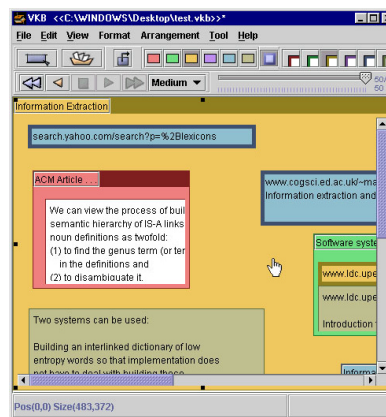 VKB <<C:\WINDOWS\Desktop\test.vkb>>*
File Edit View Format Arrangement Tool Help
Medium
50/
50
Information Extraction
search.yahoo.com/search?p=%2Blexicons
ACM Article . . .
We can view the process of buil
semantic hierarchy of IS-A links
noun definitions as twofold:
(1) to find the genus term (or ter
in the definitions and
(2) to disambiguate it.
www.cogsci.ed.ac.uk/~ma
Information extraction and
Software syste
www.ldc.upe
www.ldc.upe
Introduction
Two systems can be used:
Building an interlinked dictionary of low
entropy words so that implementation does
not have to deal with building these
Informa
Pos(0,0) Size(483,372)